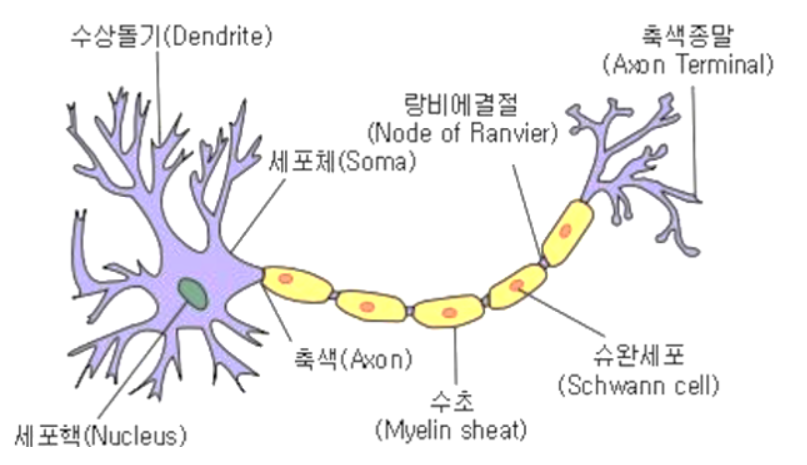 수상돌기(Dendrite)
축색종말
(Axon Terminal)
랑비에결절
(Node of Ranvier)
세포체(Soma)
축색(Axon)
슈완세포
(Schwann cell)
수초
(Myelin sheat)
세포핵(Nucleus)